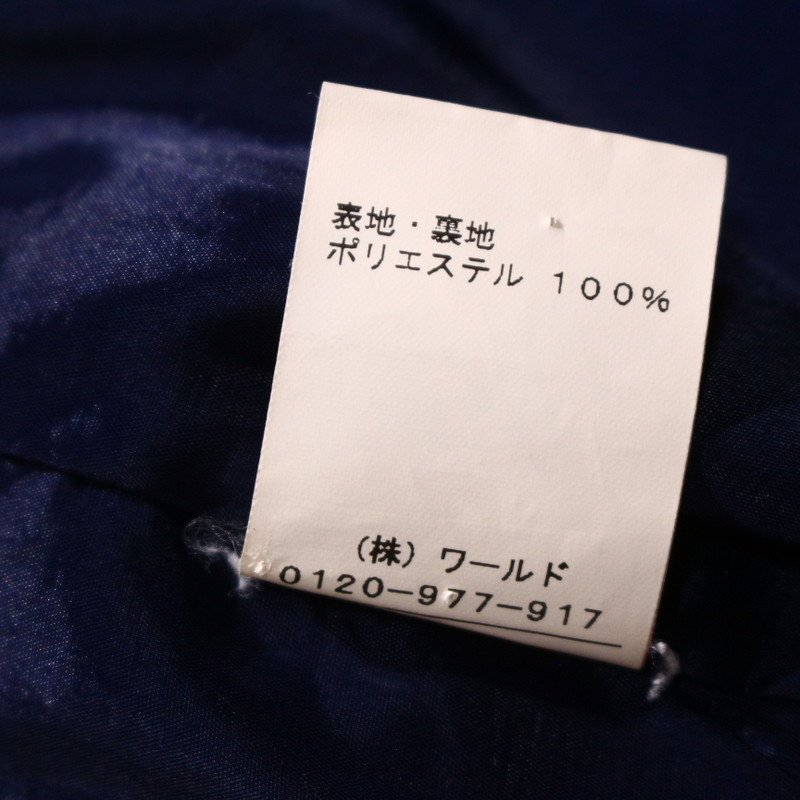 表地・裏地
ポリエステル 100%
(株) ワールド
0120-977-917